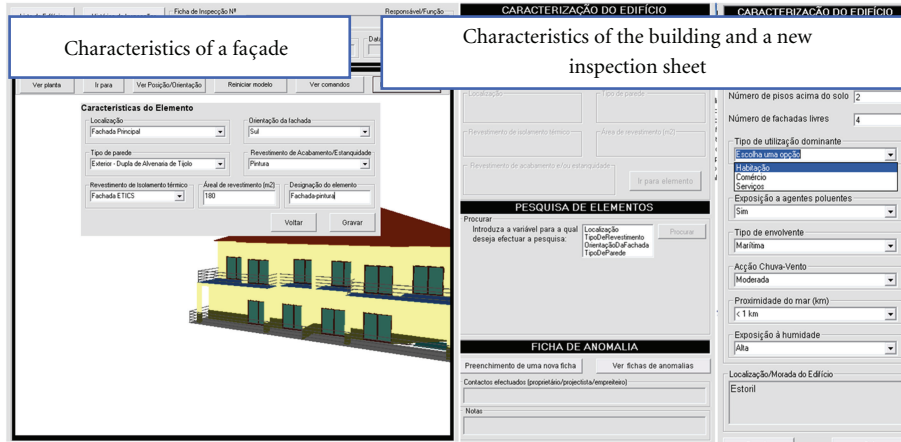 Ficha de Inspecção Nº
Responsável/Função
CARACTERIZAÇÃO DO EDIFÍCIO
CARACTERIZAÇÃO DO EDIFÍCIO
Characteristics of a façade
Characteristics of the building and a new
inspection sheet
Ver planta
Ir para
Ver Posição/Orientação
Reiniciar modelo
Ver comandos
Características do Elemento
Localização
Fachada Principal
Orientação da fachada
Sul
Tipo de parede
Exterior - Dupla de Alvenaria de Tijolo
Revestimento de Acabamento/Estanquidade
Pintura
Revestimento de Isolamento térmico
Fachada ETICS
Áreal de revestimento (m2)
180
Designação do elemento
Fachada-pintura
Voltar
Gravar
Localização
Tipo de parede
Revestimento de isolamento térmico
Área de revestimento (m2)
Revestimento de acabamento e/ou estanquidade
Ir para elemento
PESQUISA DE ELEMENTOS
Procurar
Introduza a variável para a qual
deseja efectuar a pesquisa:
Localização
TipoDeRevestimento
OrientaçãoDaFachada
TipoDeParede
Procurar
FICHA DE ANOMALIA
Preenchimento de uma nova ficha
Ver fichas de anomalias
Contactos efectuados (proprietário/projectista/empreiteiro)
Notas
Número de pisos acima do solo
2
Número de fachadas livres
4
Tipo de utilização dominante
Escolha uma opção
Habitação
Comércio
Serviços
Exposição a agentes poluentes
Sim
Tipo de envolvente
Marítima
Acção Chuva-Vento
Moderada
Proximidade do mar (km)
< 1 km
Exposição à humidade
Alta
Localização/Morada do Edifício
Estoril